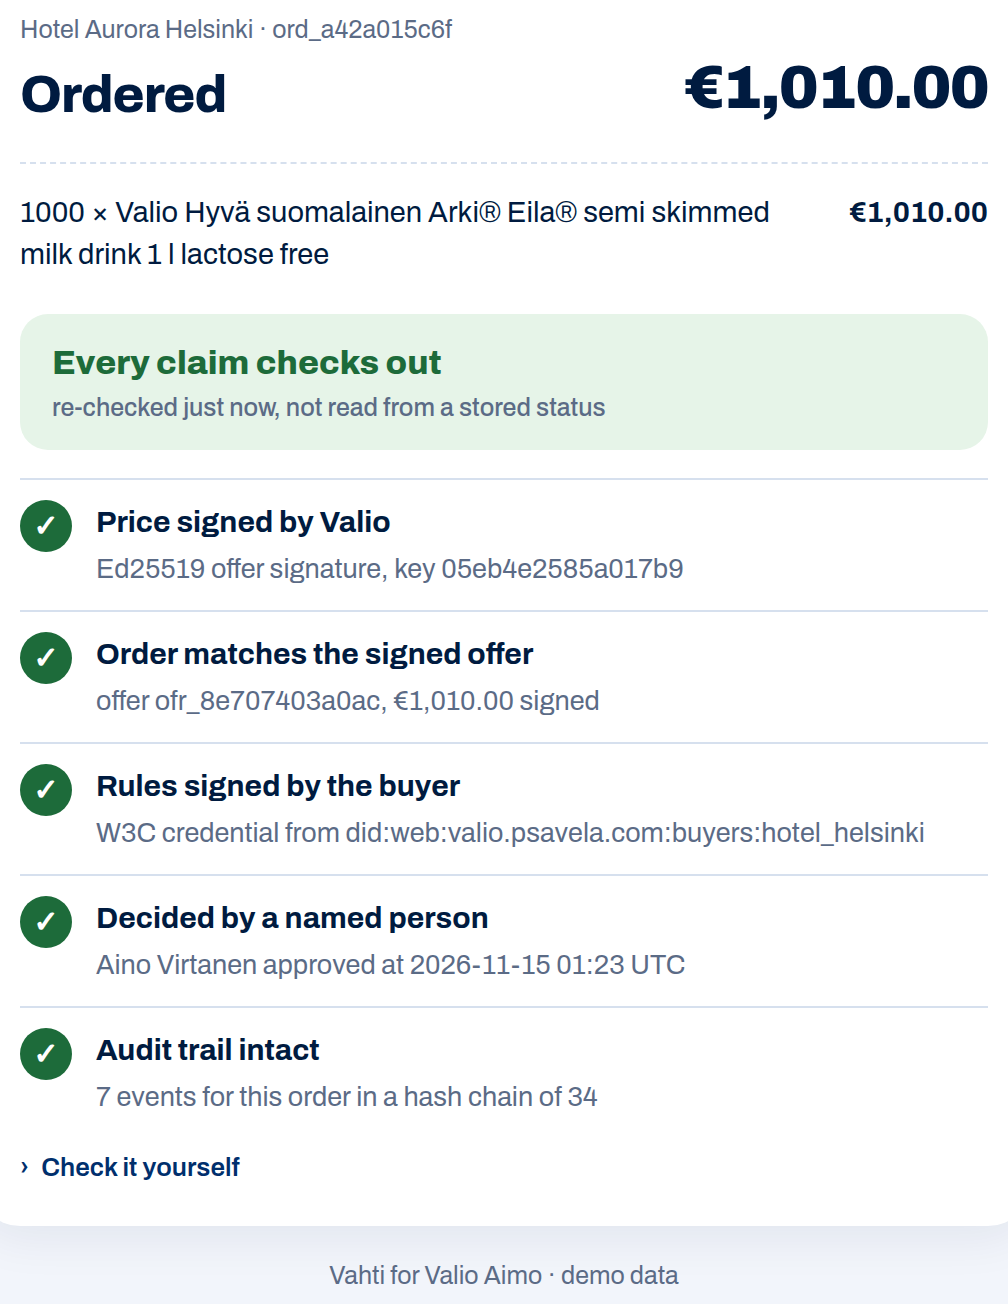 Hotel Aurora Helsinki · ord_a42a015c6f
Ordered €1,010.00
1000 × Valio Hyvä suomalainen Arki® Eila® semi skimmed €1,010.00
milk drink 1 l lactose free
Every claim checks out
re-checked just now, not read from a stored status
✓ Price signed by Valio
Ed25519 offer signature, key 05eb4e2585a017b9
✓ Order matches the signed offer
offer ofr_8e707403a0ac, €1,010.00 signed
✓ Rules signed by the buyer
W3C credential from did:web:valio.psavela.com:buyers:hotel_helsinki
✓ Decided by a named person
Aino Virtanen approved at 2026-11-15 01:23 UTC
✓ Audit trail intact
7 events for this order in a hash chain of 34
› Check it yourself
Vahti for Valio Aimo · demo data